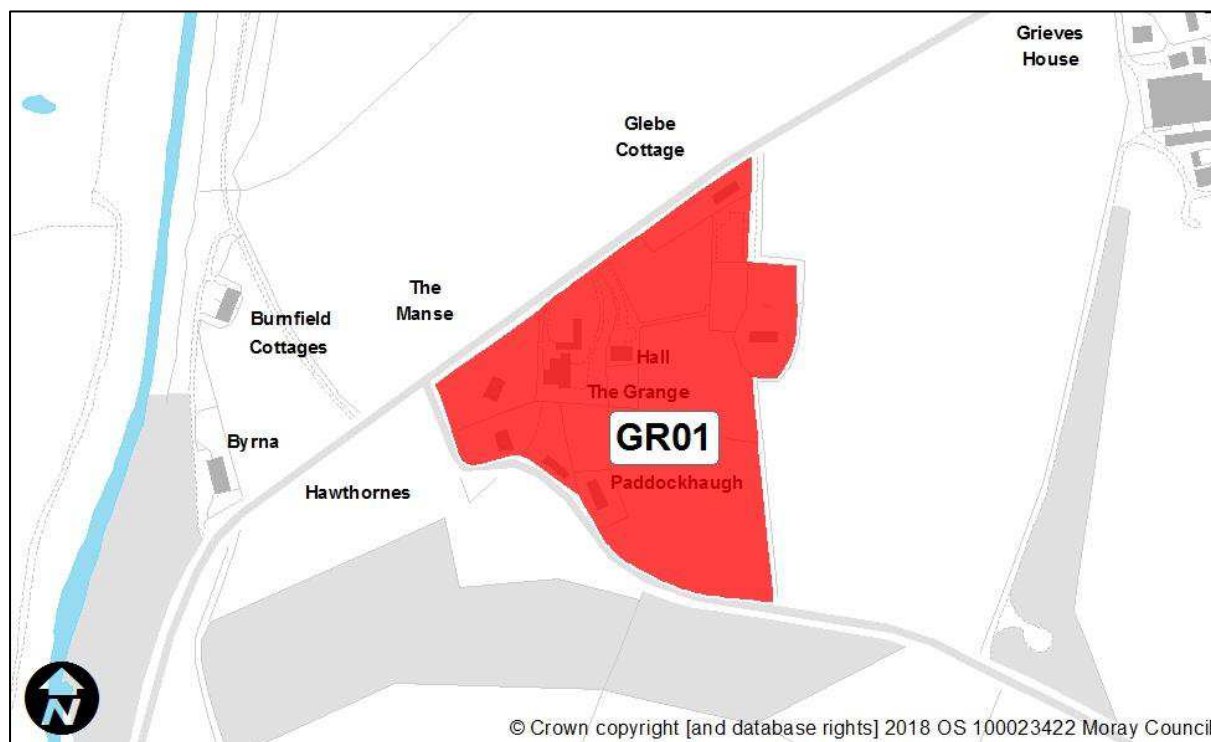 Grieves
House
Glebe
Cottage
The
Manse
Burnfield
Cottages
Hall
The Grange
GR01
Byrna
Paddockhaugh
Hawthornes
N
© Crown copyright [and database rights] 2018 OS 100023422 Moray Council